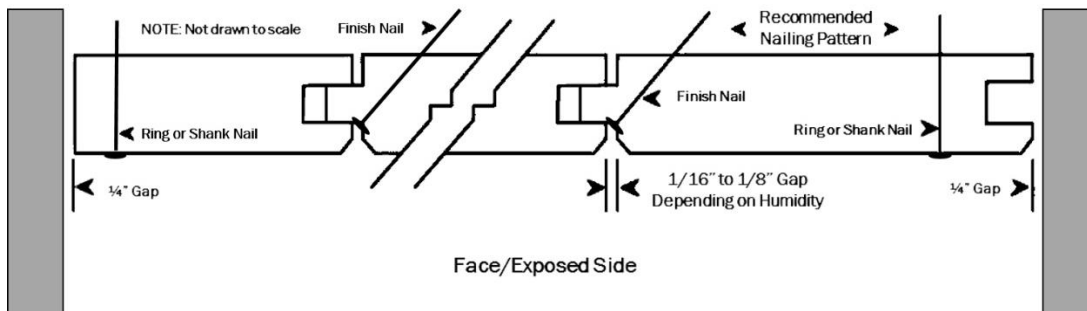 NOTE: Not drawn to scale
Finish Nail
Recommended
Nailing Pattern
Finish Nail
Ring or Shank Nail
Ring or Shank Nail
¼" Gap
1/16" to 1/8" Gap
Depending on Humidity
¼" Gap
Face/Exposed Side